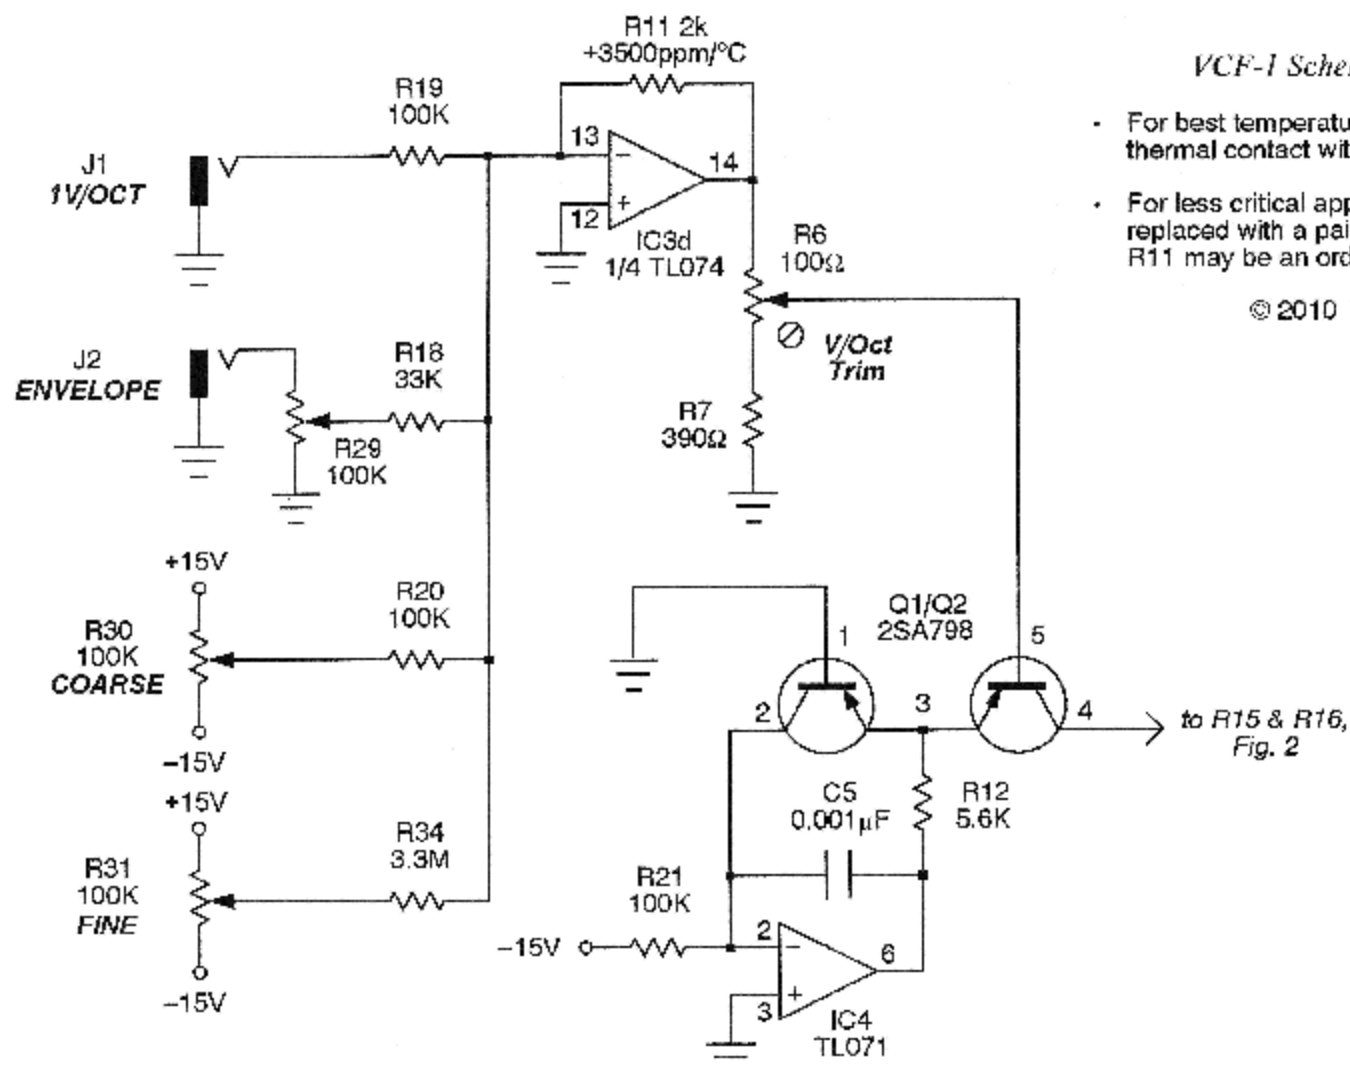 R11 2k
+3500ppm/°C
VCF-1 Sche
R19
100K
For best temperatu
thermal contact wit
13
14
J1
1V/OCT
12
For less critical app
replaced with a pai
R11 may be an ord
IC3d
1/4 TL074
R6
100Ω
© 2010
V/Oct
Trim
J2
ENVELOPE
R18
33K
R29
100K
R7
390Ω
+15V
R20
100K
R30
100K
COARSE
–15V
Q1/Q2
2SA798
1
5
2
3
4
to R15 & R16,
Fig. 2
+15V
C5
0.001µF
R12
5.6K
R34
3.3M
R31
100K
FINE
–15V
R21
100K
–15V
2
6
3
IC4
TL071